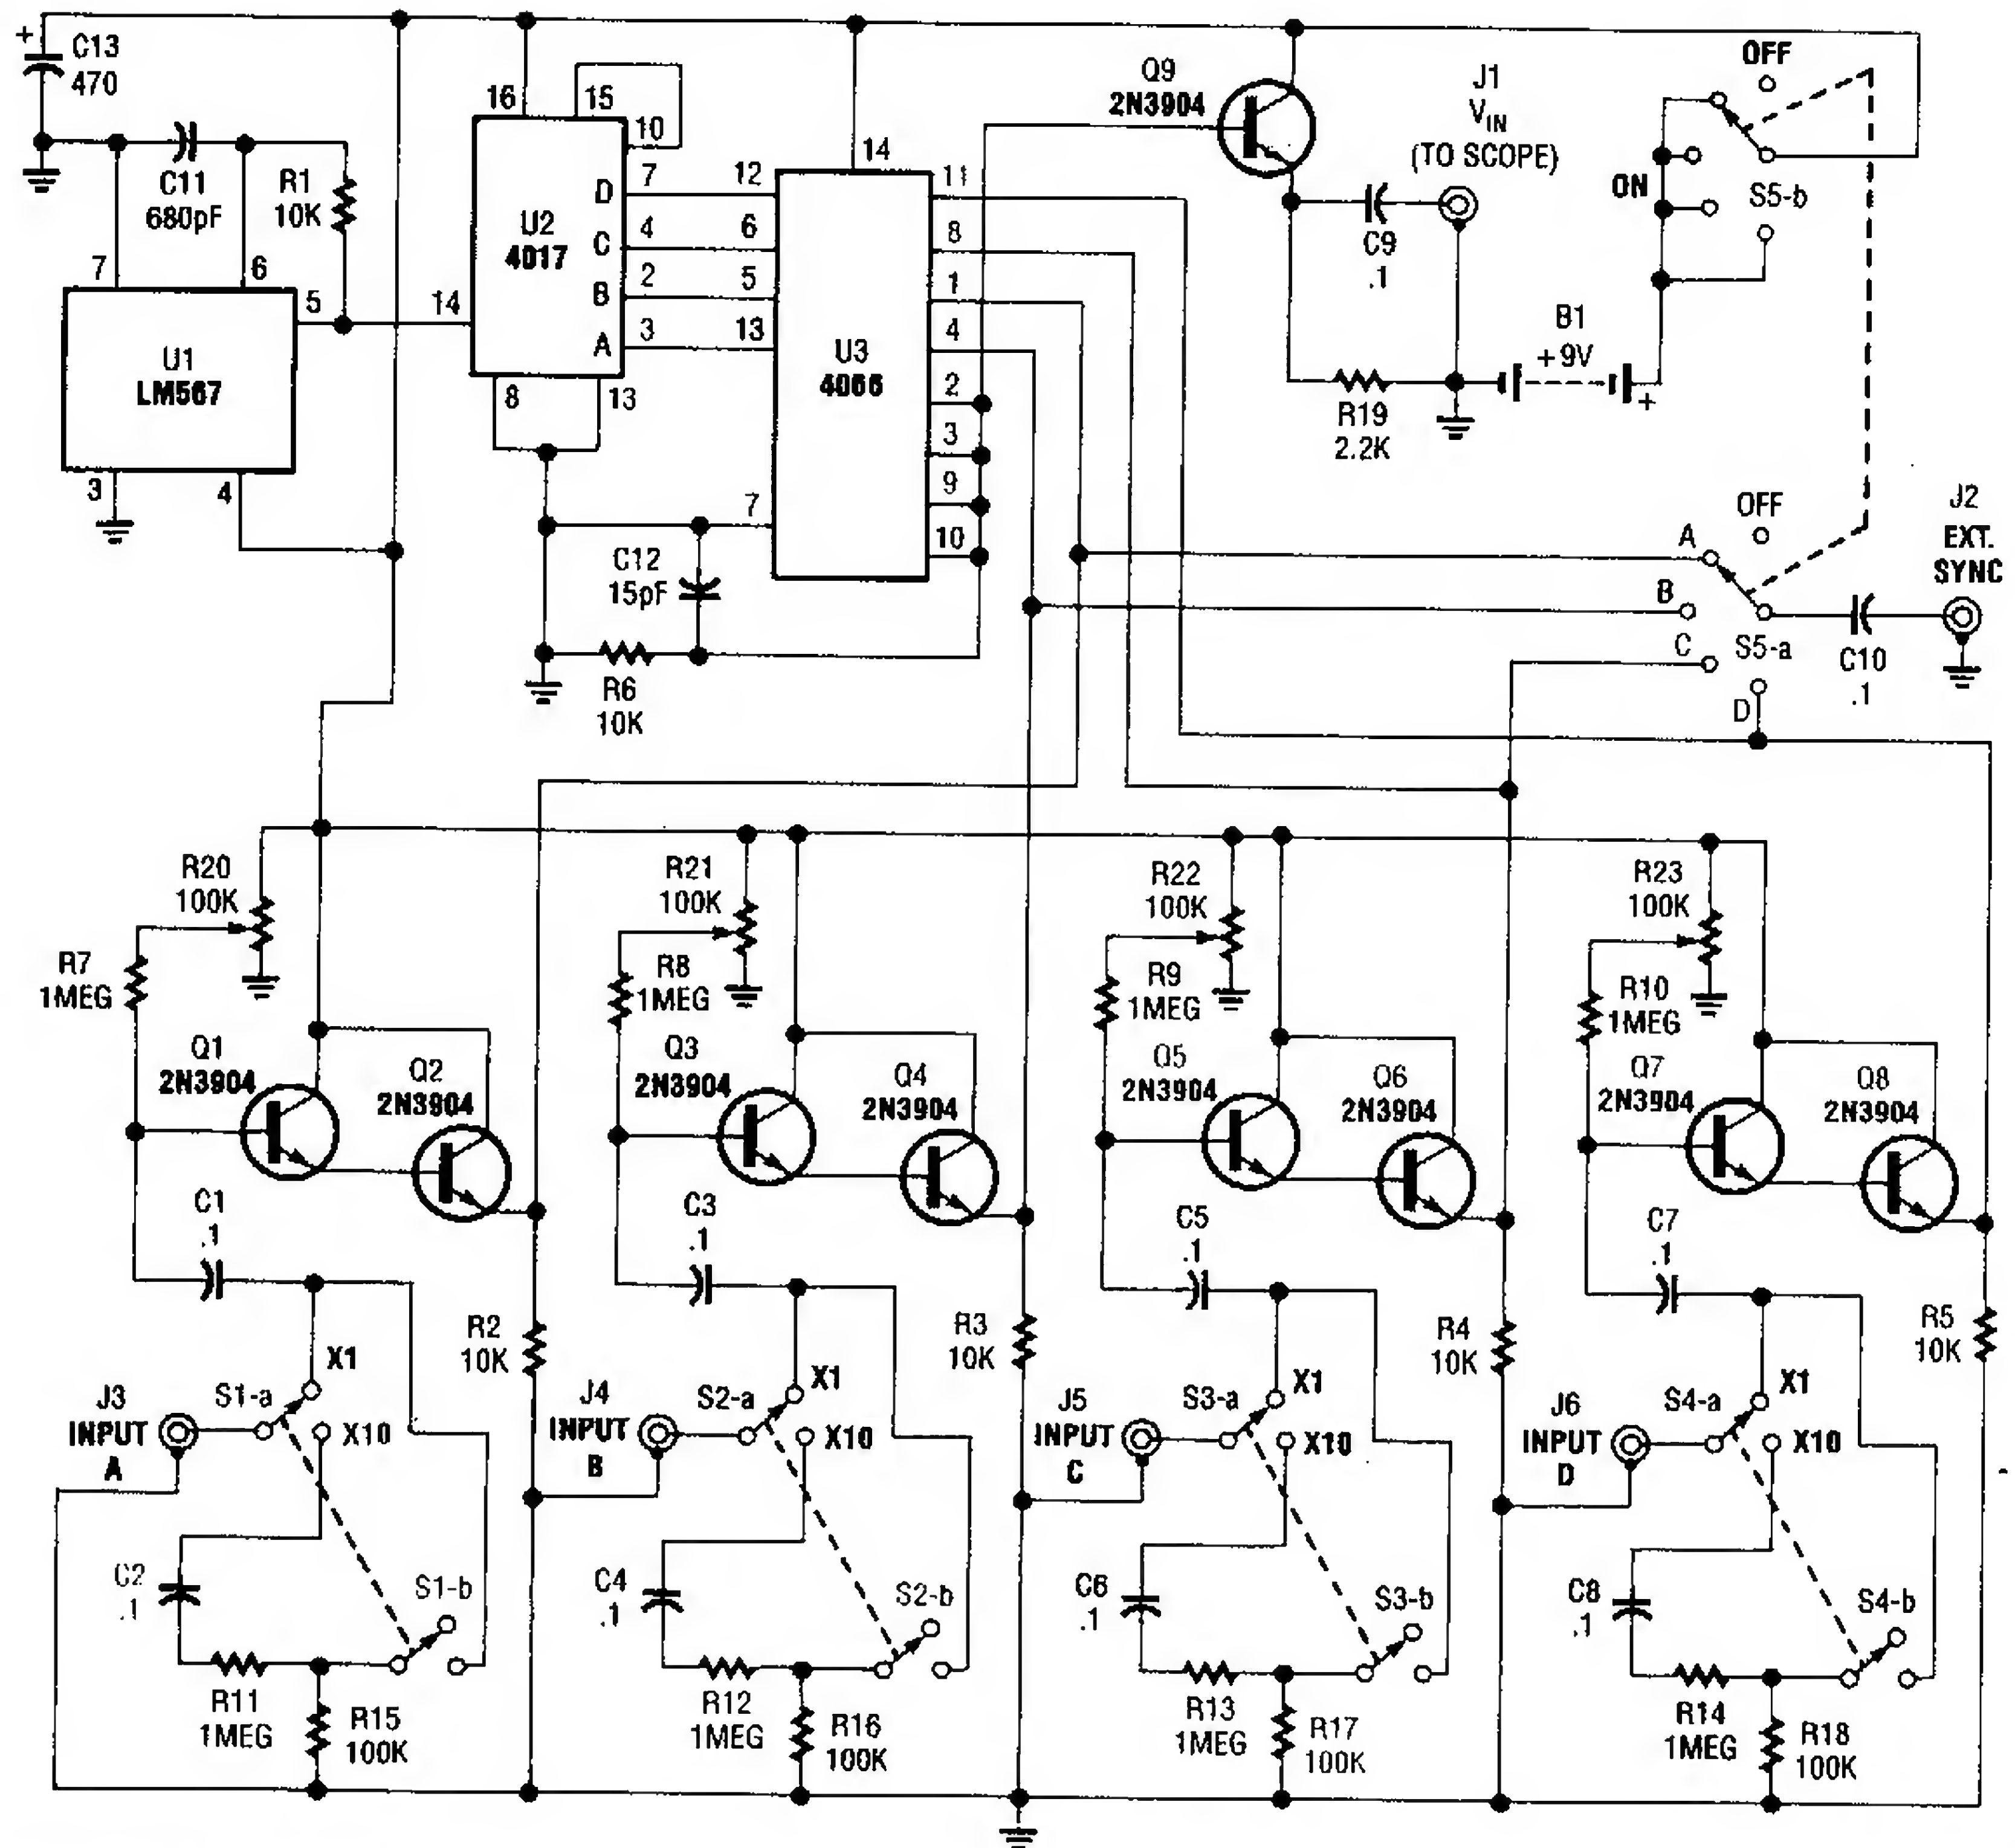 +
C13
470
C11
680pF
R1
10K
7
6
5
U1
LM567
3
4
16
15
10
14
U2
4017
D
C
B
A
7
4
2
3
8
13
12
6
5
13
14
U3
4066
11
8
1
4
2
3
9
10
7
C12
15pF
R6
10K
Q9
2N3904
J1
VIN
(TO SCOPE)
C9
.1
R19
2.2K
B1
+9V
+
OFF
ON
S5-b
OFF
A
B
C
D
S5-a
C10
.1
J2
EXT.
SYNC
R20
100K
R7
1MEG
Q1
2N3904
Q2
2N3904
C1
.1
R2
10K
J3
INPUT
A
S1-a
X1
X10
C2
.1
S1-b
R11
1MEG
R15
100K
R21
100K
R8
1MEG
Q3
2N3904
Q4
2N3904
C3
.1
R3
10K
J4
INPUT
B
S2-a
X1
X10
C4
.1
S2-b
R12
1MEG
R16
100K
R22
100K
R9
1MEG
Q5
2N3904
Q6
2N3904
C5
.1
R4
10K
J5
INPUT
C
S3-a
X1
X10
C6
.1
S3-b
R13
1MEG
R17
100K
R23
100K
R10
1MEG
Q7
2N3904
Q8
2N3904
C7
.1
R5
10K
J6
INPUT
D
S4-a
X1
X10
C8
.1
S4-b
R14
1MEG
R18
100K